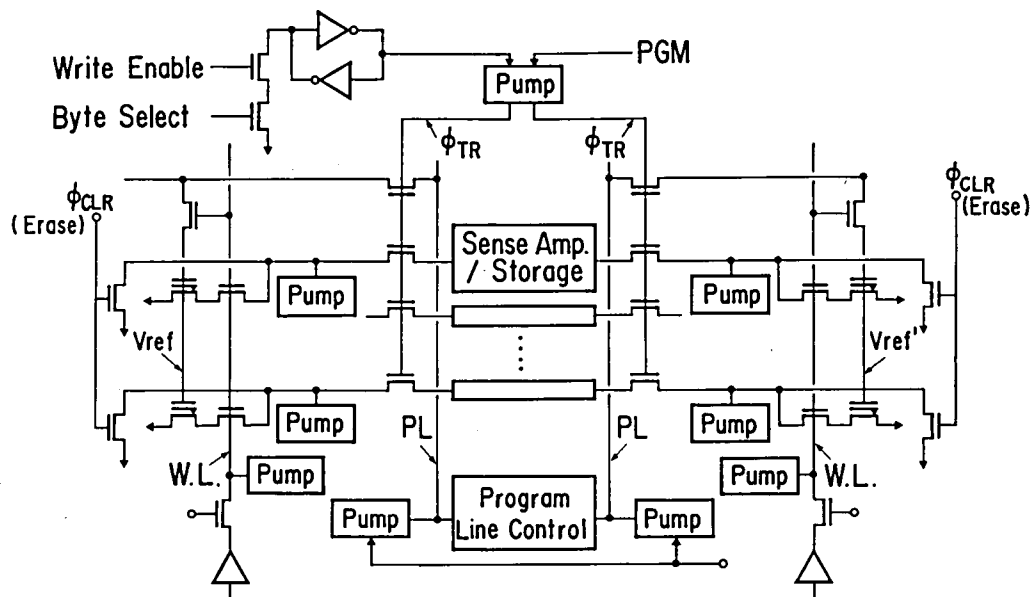 Write Enable
Byte Select
PGM
Pump
ϕTR
ϕTR
ϕCLR
(Erase)
ϕCLR
(Erase)
Sense Amp.
/ Storage
Pump
Pump
Vref
Vref'
Pump
Pump
PL
PL
W.L.
W.L.
Pump
Pump
Program
Line Control
Pump
Pump